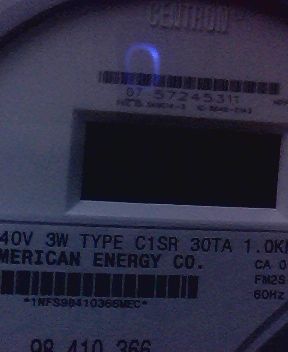 CENTRON
07 57245311
40V 3W TYPE C1SR 30TA 1.0K
MERICAN ENERGY CO.
CA 0
FM2S
60Hz
*1NFS98410366MEC*
98 410 366